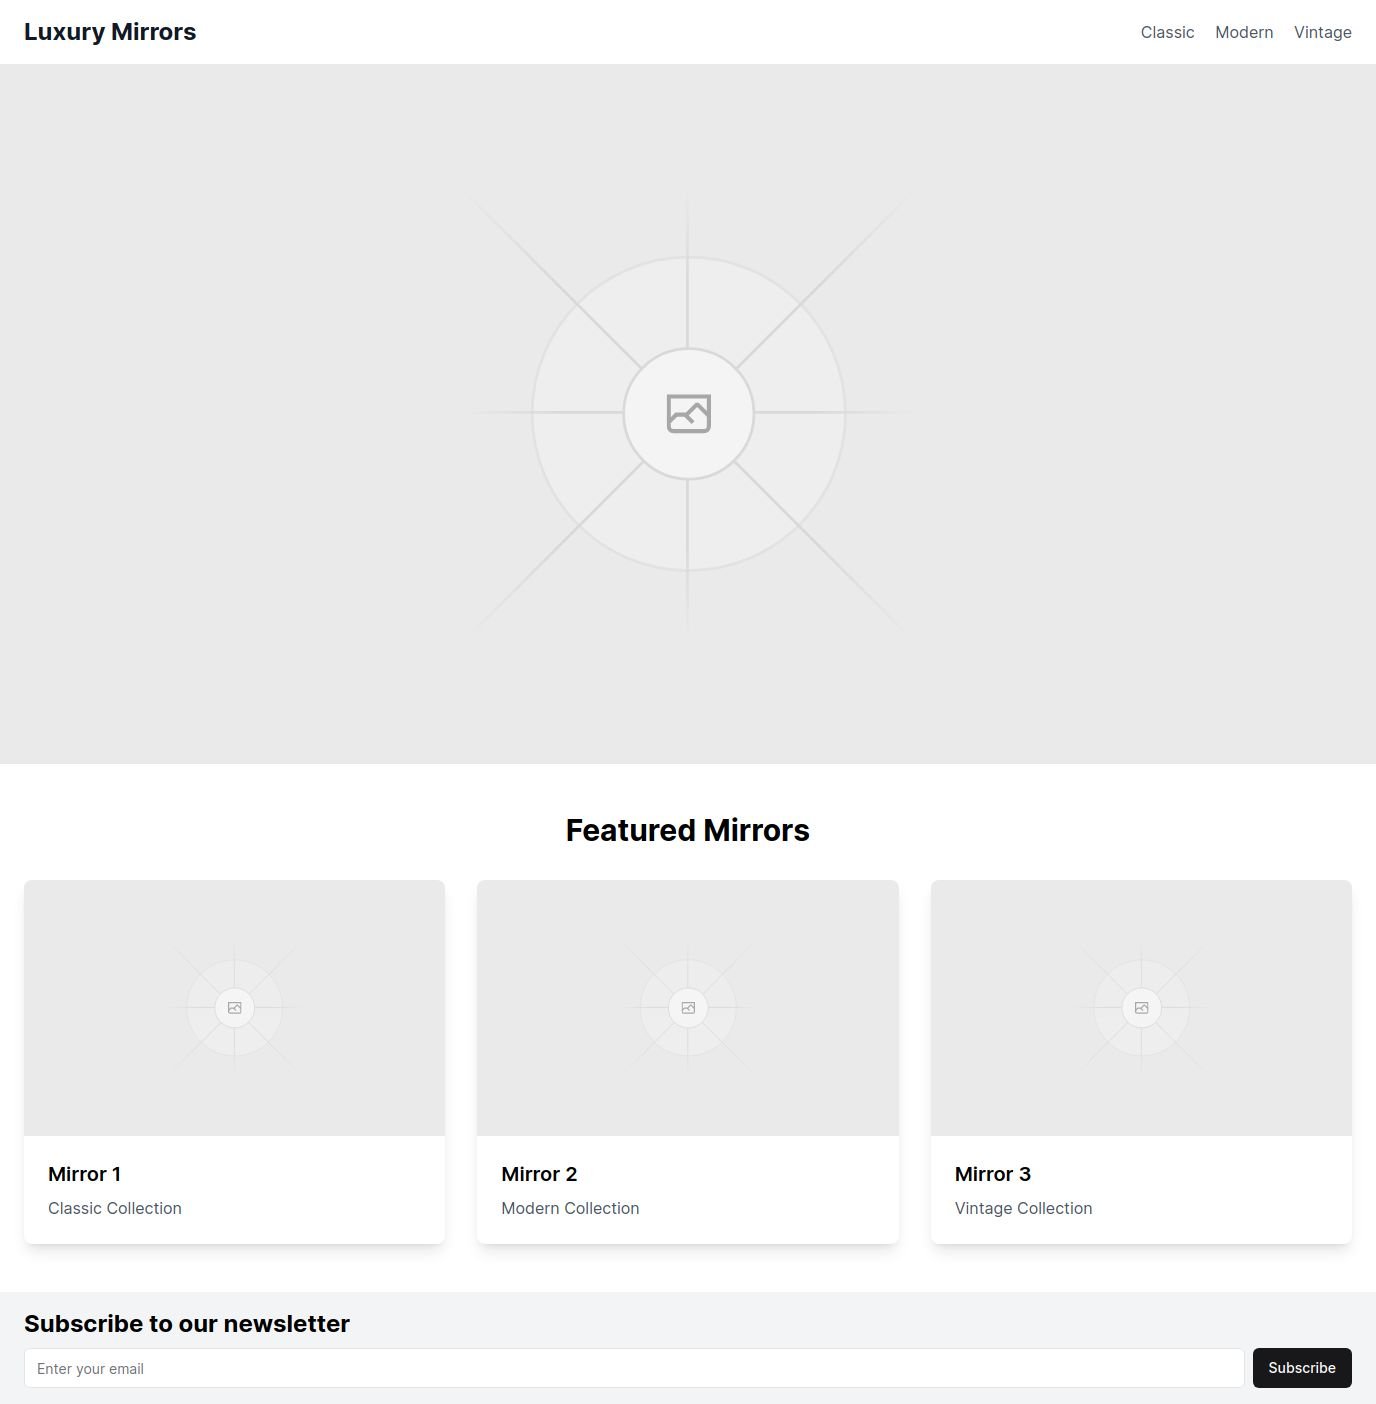 Luxury Mirrors
Classic Modern Vintage
Featured Mirrors
Mirror 1
Classic Collection
Mirror 2
Modern Collection
Mirror 3
Vintage Collection
Subscribe to our newsletter
Enter your email
Subscribe